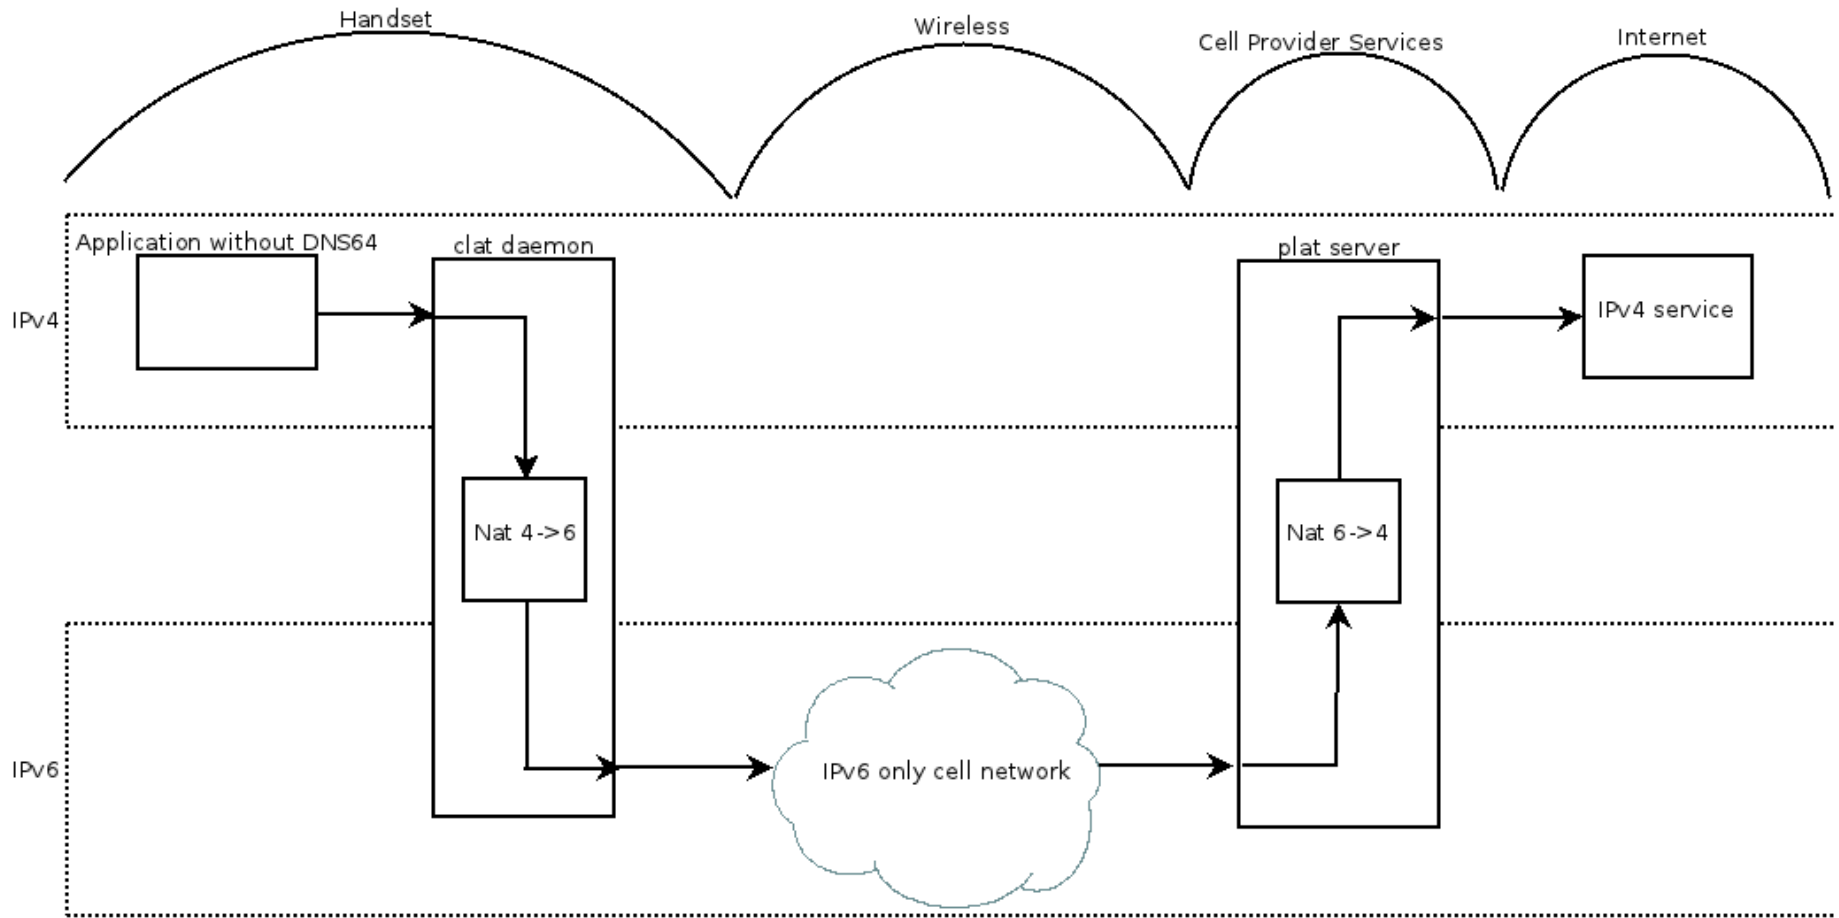 Handset
Wireless
Cell Provider Services
Internet
Application without DNS64
clat daemon
plat server
IPv4
IPv4 service
Nat 4->6
Nat 6->4
IPv6
IPv6 only cell network